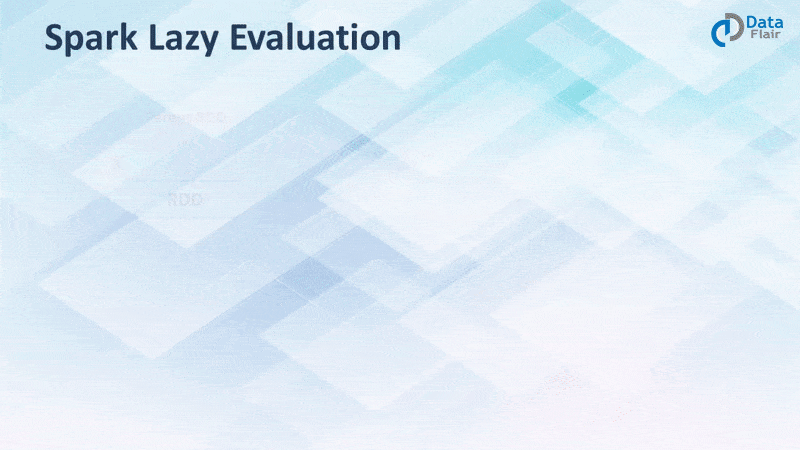 Spark Lazy Evaluation
Data
Flair
RDD